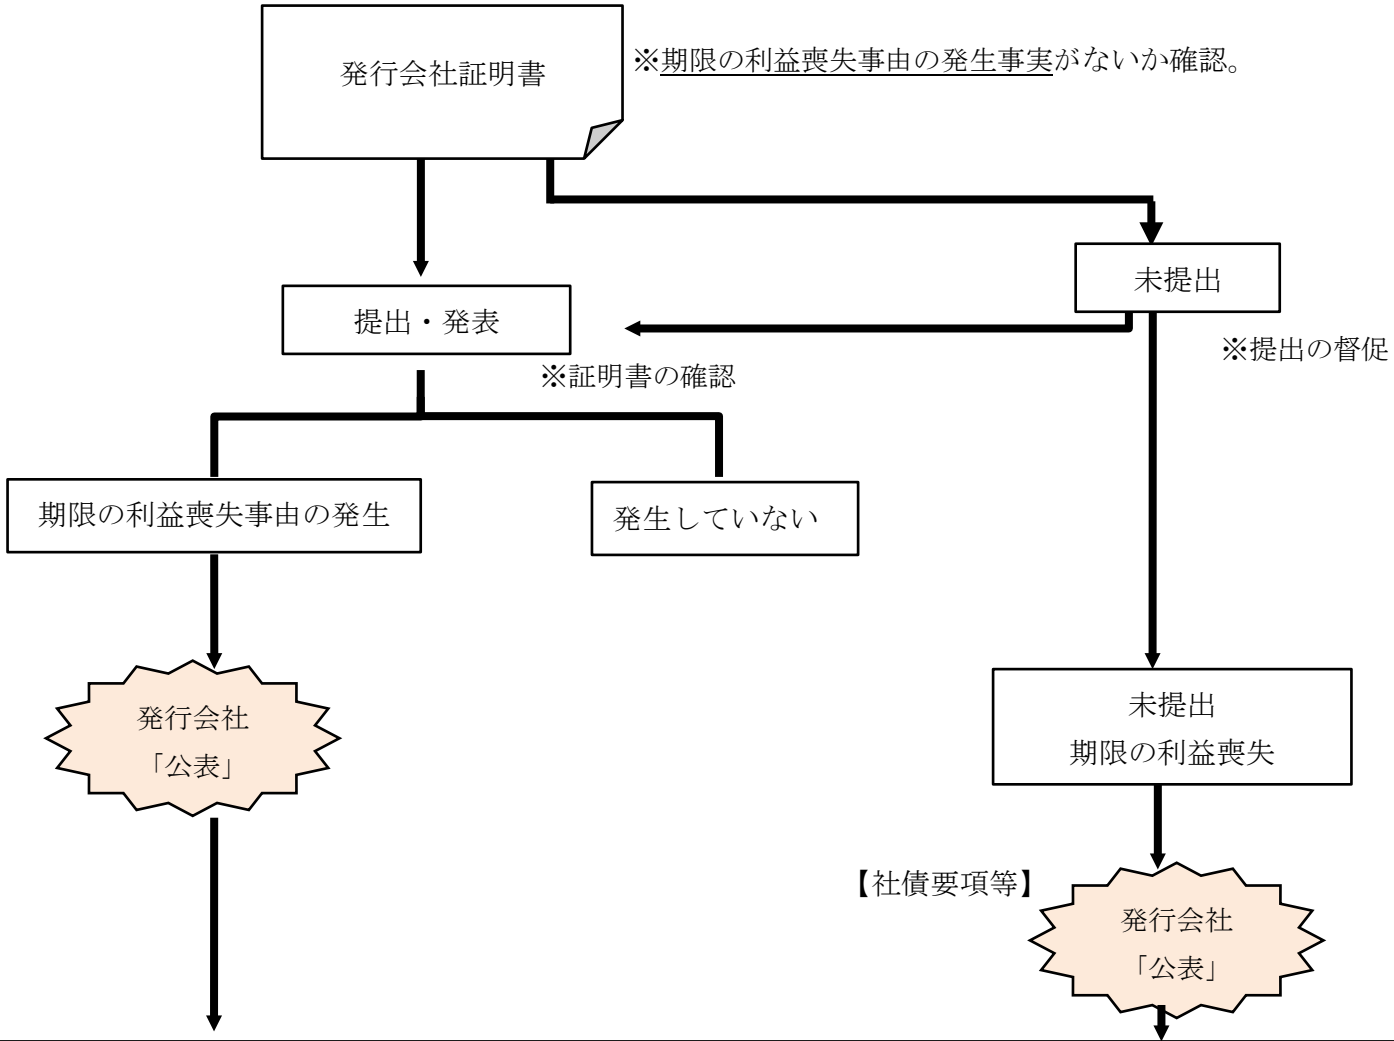 発行会社証明書
※期限の利益喪失事由の発生事実がないか確認。
未提出
提出・発表
※提出の督促
※証明書の確認
期限の利益喪失事由の発生
発生していない
発行会社
「公表」
未提出
期限の利益喪失
【社債要項等】
発行会社
「公表」